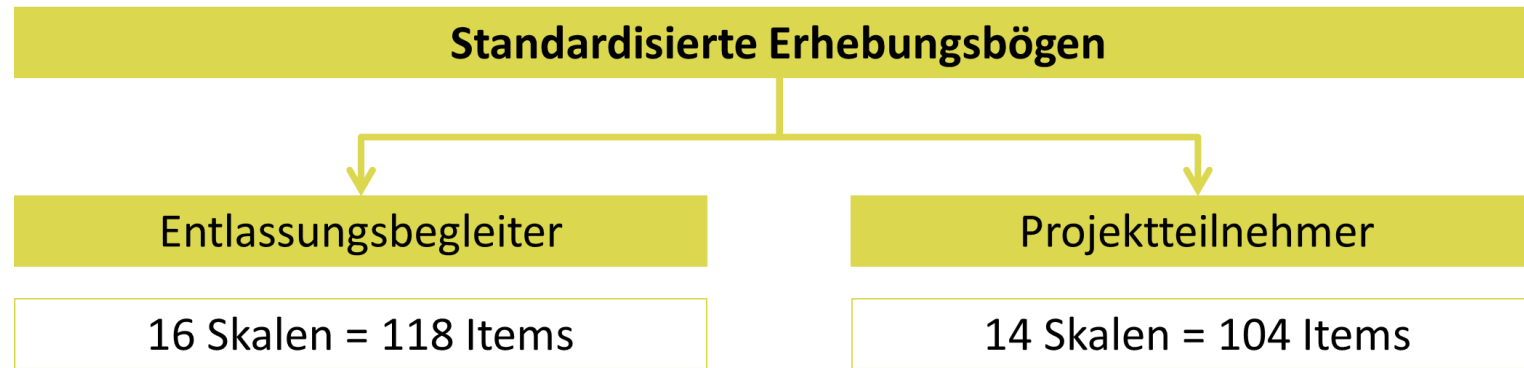 Standardisierte Erhebungsbögen
Entlassungsbegleiter
Projektteilnehmer
16 Skalen = 118 Items
14 Skalen = 104 Items